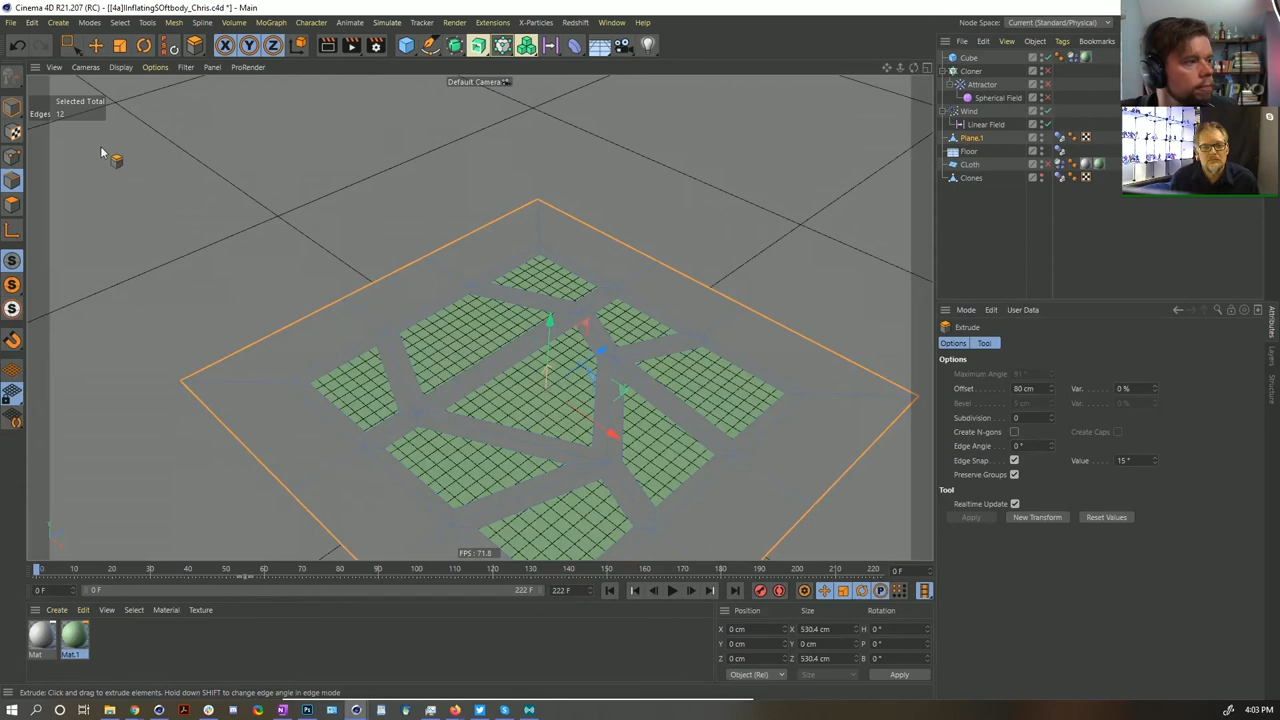 Cinema 4D R21.207 (RC) - [[4a]InflatingSOftbody_Chris.c4d *] - Main
File Edit Create Modes Select Tools Mesh Spline Volume MoGraph Character Animate Simulate Tracker Render Extensions X-Particles Redshift Window Help
Node Space: Current (Standard/Physical)
View Cameras Display Options Filter Panel ProRender
File Edit View Object Tags Bookmarks
Default Camera
Selected Total
Edges 12
Cube
Cloner
Attractor
Spherical Field
Wind
Linear Field
Plane.1
Floor
CLoth
Clones
Mode Edit User Data
Extrude
Options Tool
Options
Maximum Angle 91 °
Offset 80 cm Var. 0 %
Bevel 5 cm Var. 0 %
Subdivision 0
Create N-gons Create Caps
Edge Angle 0 °
Edge Snap Value 15 °
Preserve Groups
Tool
Realtime Update
Apply New Transform Reset Values
Attributes
Layers
Structure
FPS : 71.8
0 10 20 30 40 50 60 70 80 90 100 110 120 130 140 150 160 170 180 190 200 210 220 0 F
0 F 0 F 222 F 222 F
Create Edit View Select Material Texture
Mat Mat.1
Position Size Rotation
X 0 cm X 530.4 cm H 0 °
Y 0 cm Y 0 cm P 0 °
Z 0 cm Z 530.4 cm B 0 °
Object (Rel) Size Apply
Extrude: Click and drag to extrude elements. Hold down SHIFT to change edge angle in edge mode
4:03 PM